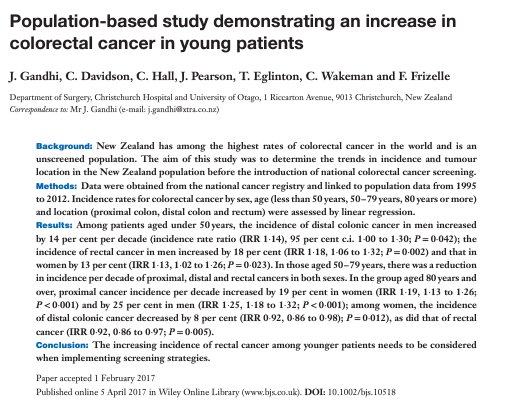 Population-based study demonstrating an increase in
colorectal cancer in young patients
J. Gandhi, C. Davidson, C. Hall, J. Pearson, T. Eglinton, C. Wakeman and F. Frizelle
Department of Surgery, Christchurch Hospital and University of Otago, 1 Riccarton Avenue, 9013 Christchurch, New Zealand
Correspondence to: Mr J. Gandhi (e-mail: j.gandhi@xtra.co.nz)
Background: New Zealand has among the highest rates of colorectal cancer in the world and is an
unscreened population. The aim of this study was to determine the trends in incidence and tumour
location in the New Zealand population before the introduction of national colorectal cancer screening.
Methods: Data were obtained from the national cancer registry and linked to population data from 1995
to 2012. Incidence rates for colorectal cancer by sex, age (less than 50 years, 50–79 years, 80 years or more)
and location (proximal colon, distal colon and rectum) were assessed by linear regression.
Results: Among patients aged under 50 years, the incidence of distal colonic cancer in men increased
by 14 per cent per decade (incidence rate ratio (IRR) 1·14), 95 per cent c.i. 1·00 to 1·30; P = 0·042); the
incidence of rectal cancer in men increased by 18 per cent (IRR 1·18, 1·06 to 1·32; P = 0·002) and that in
women by 13 per cent (IRR 1·13, 1·02 to 1·26; P = 0·023). In those aged 50–79 years, there was a reduction
in incidence per decade of proximal, distal and rectal cancers in both sexes. In the group aged 80 years and
over, proximal cancer incidence per decade increased by 19 per cent in women (IRR 1·19, 1·13 to 1·26;
P < 0·001) and by 25 per cent in men (IRR 1·25, 1·18 to 1·32; P < 0·001); among women, the incidence
of distal colonic cancer decreased by 8 per cent (IRR 0·92, 0·86 to 0·98); P = 0·012), as did that of rectal
cancer (IRR 0·92, 0·86 to 0·97; P = 0·005).
Conclusion: The increasing incidence of rectal cancer among younger patients needs to be considered
when implementing screening strategies.
Paper accepted 1 February 2017
Published online 5 April 2017 in Wiley Online Library (www.bjs.co.uk). DOI: 10.1002/bjs.10518